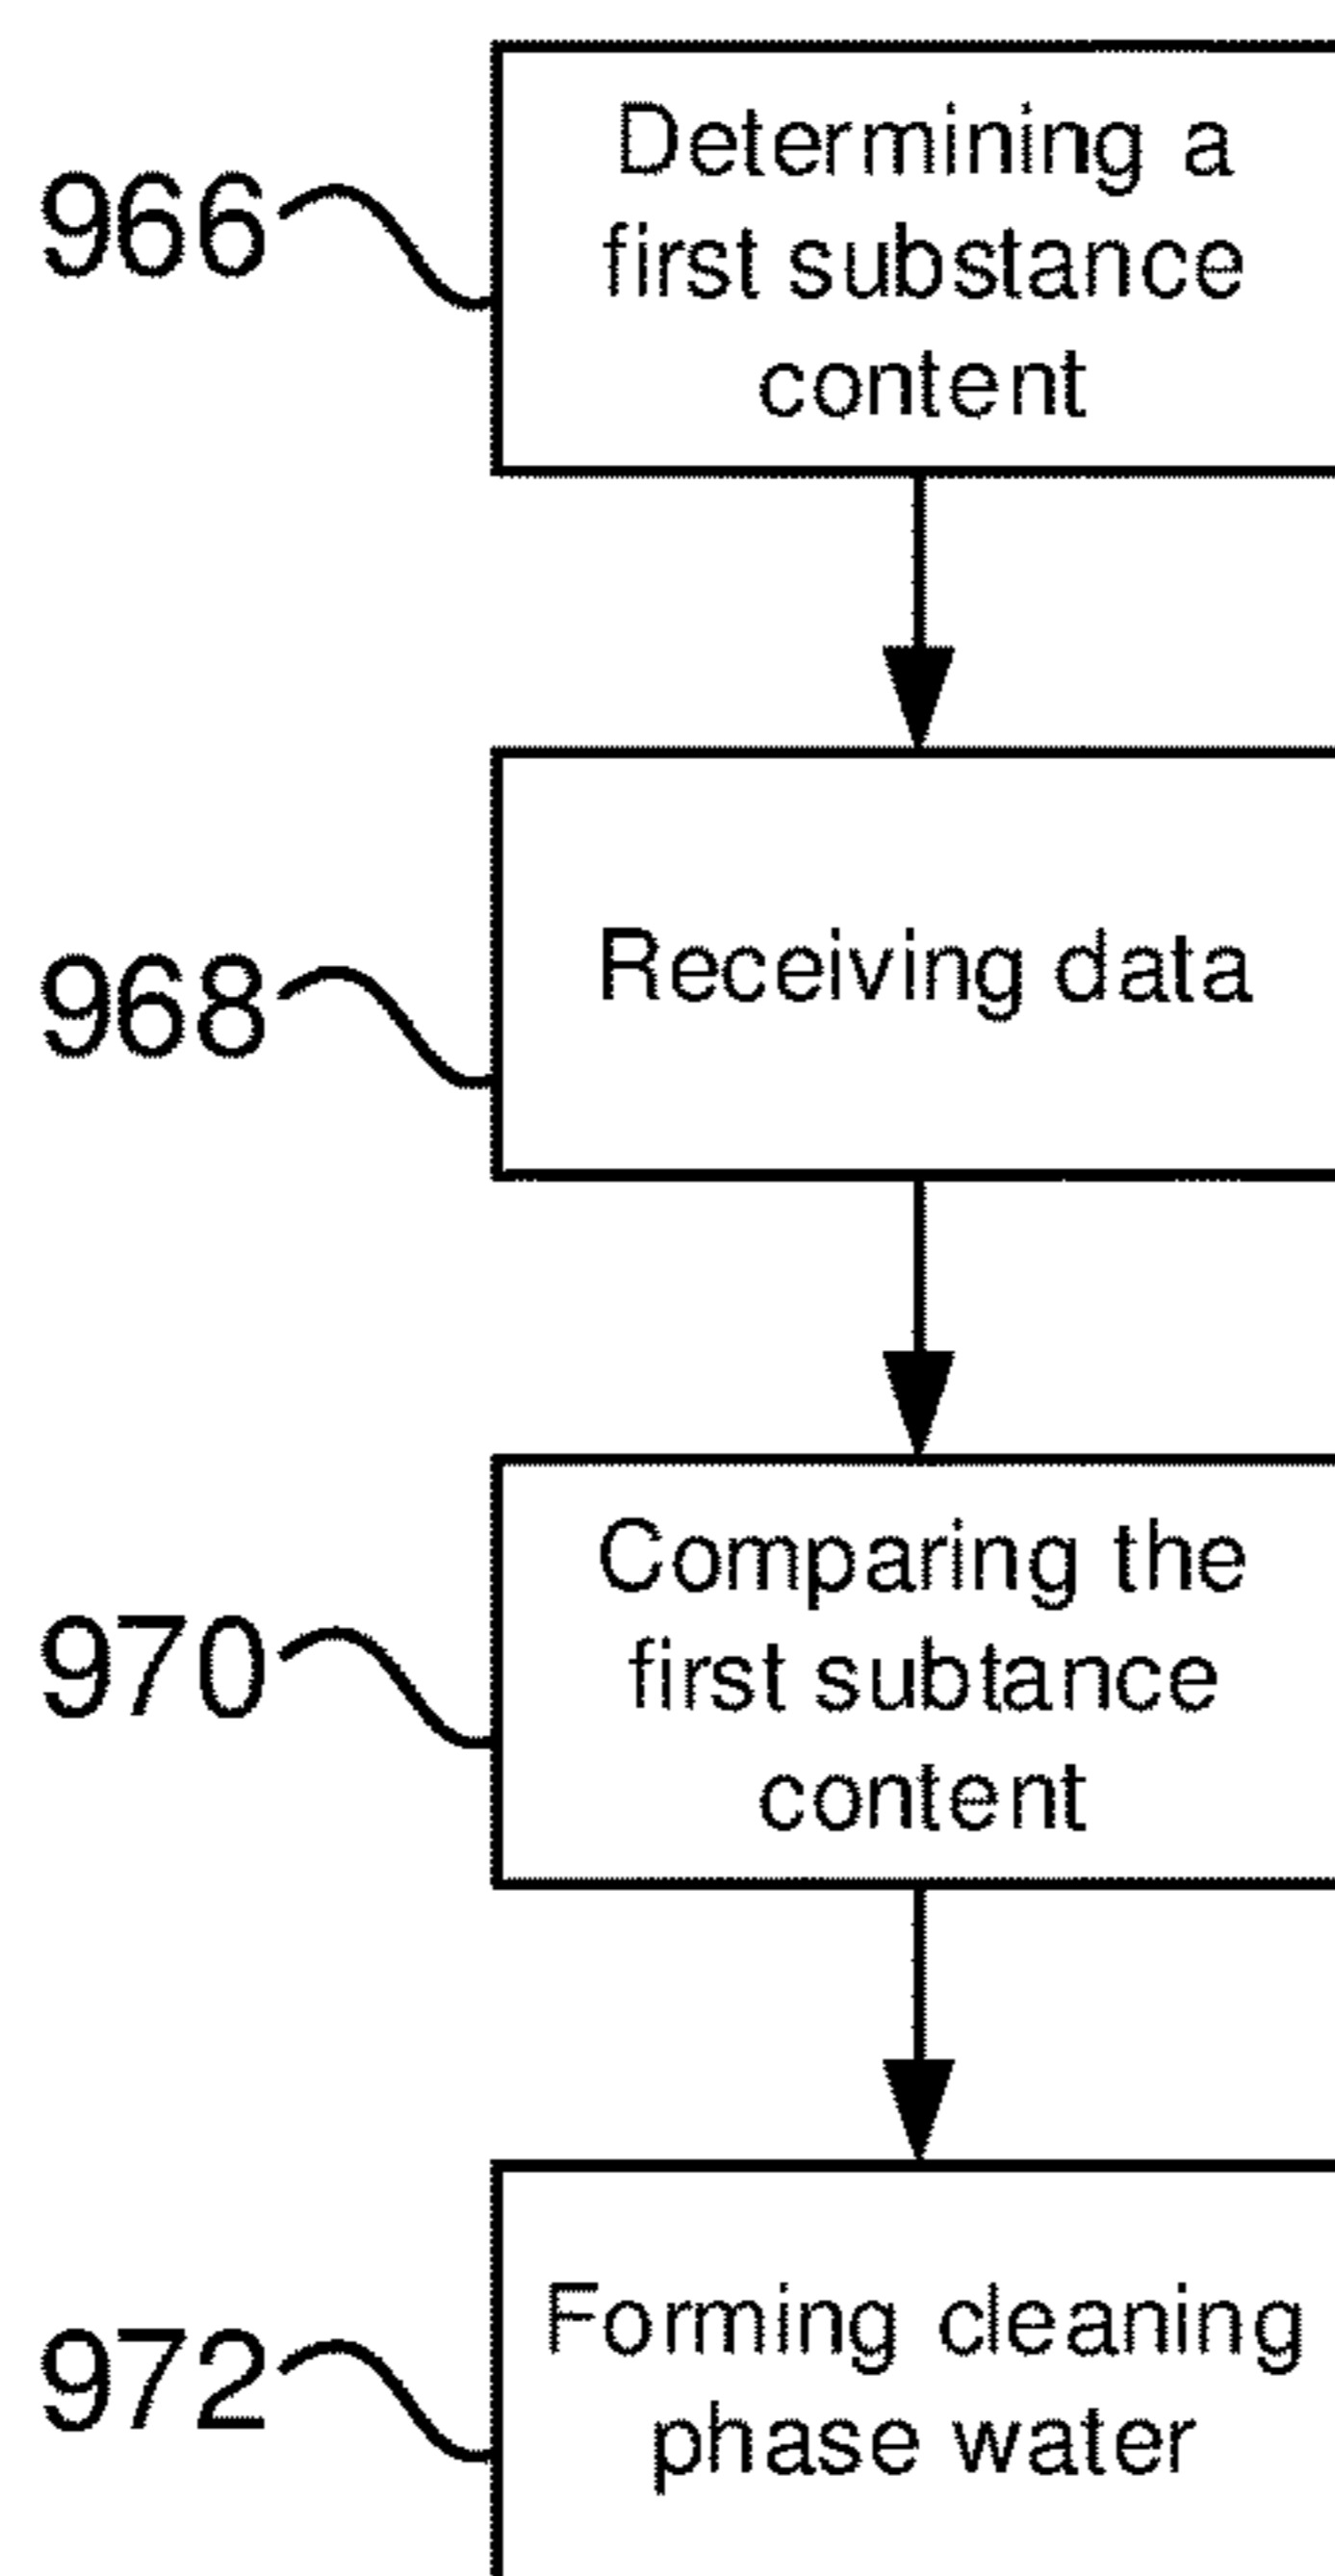 966
Determining a
first substance
content
968
Receiving data
970
Comparing the
first subtance
content
972
Forming cleaning
phase water